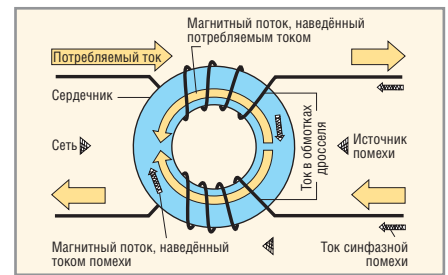 Магнитный поток, наведённый
потребляемым током
Потребляемый ток
Сердечник
Сеть
Ток в обмотках
дросселя
Источник
помехи
Магнитный поток, наведённый
током помехи
Ток синфазной
помехи